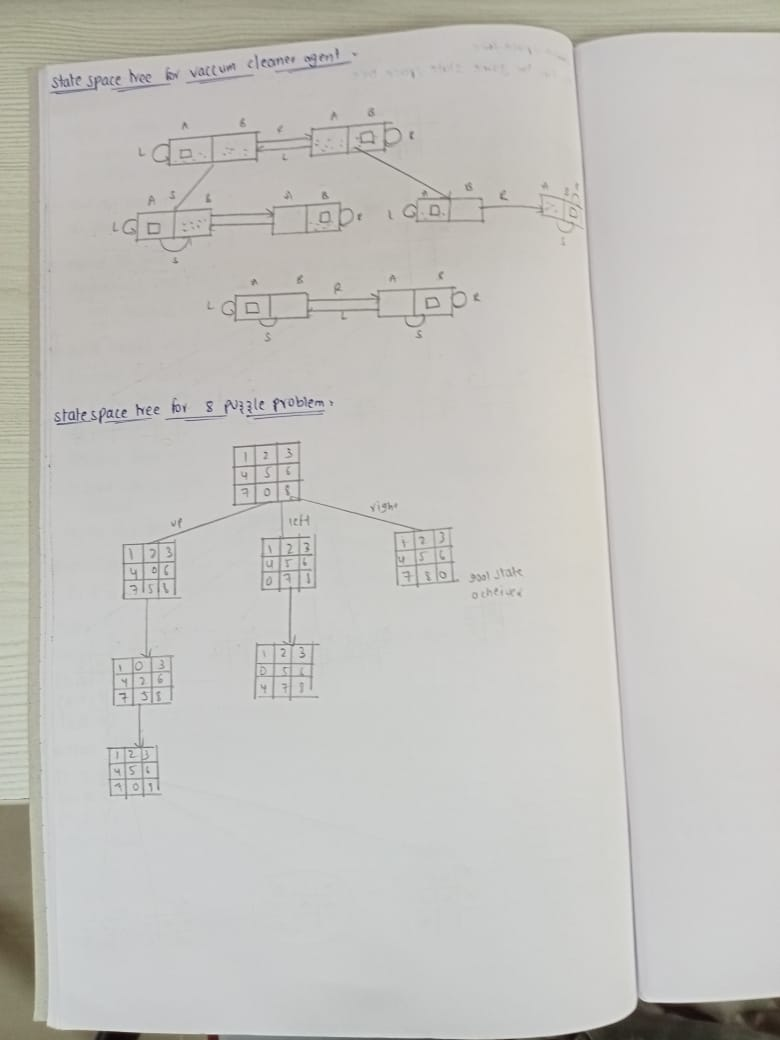 state space tree for vaccum cleaner agent.
A B R A B
L L R
A S B A B A B R A
L R L
S S
A B R A B
L L R
S S
state space tree for 8 puzzle problem.
1 2 3
4 5 6
7 0 8
up left right
1 2 3 1 2 3 1 2 3
4 0 6 4 5 6 4 5 6
7 5 8 0 7 8 7 8 0
goal state
acheived
1 0 3 1 2 3
4 2 6 0 5 6
7 5 8 4 7 8
1 2 3
4 5 6
7 0 8